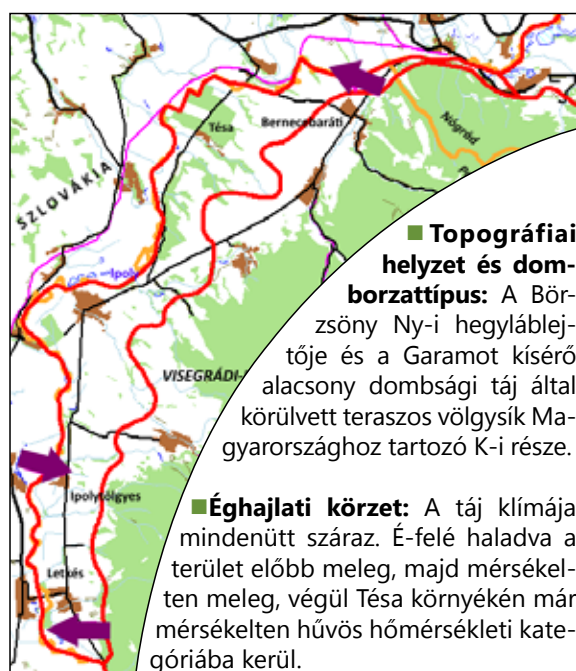 Nógrád
Bernecebaráti
Tésa
SZLOVÁKIA
Ipoly
VISEGRÁDI-
Ipolytölgyes
Letkés
■ Topográfiai
helyzet és dom-
borzattípus: A Bör-
zsöny Ny-i hegyláblej-
tője és a Garamot kísérő
alacsony dombsági táj által
körülvett teraszos völgysík Ma-
gyarországhoz tartozó K-i része.
■Éghajlati körzet: A táj klímája
mindenütt száraz. É-felé haladva a
terület előbb meleg, majd mérsékel-
ten meleg, végül Tésa környékén már
mérsékelten hűvös hőmérsékleti kate-
góriába kerül.